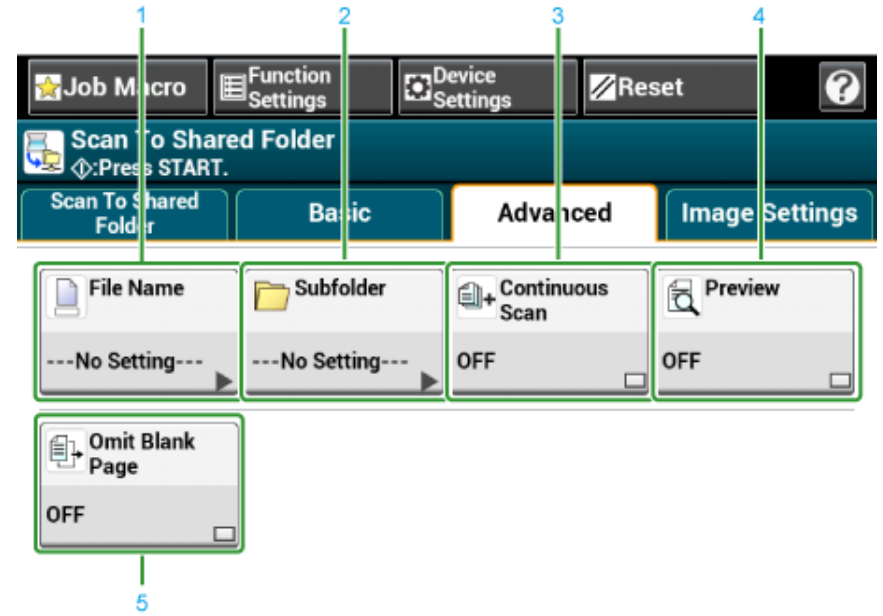 1 2 3 4
Job Macro Function Settings Device Settings Reset ?
Scan To Shared Folder
:Press START.
Scan To Shared Folder Basic Advanced Image Settings
File Name Subfolder Continuous Scan Preview
---No Setting--- ---No Setting--- OFF OFF
Omit Blank Page
OFF
5